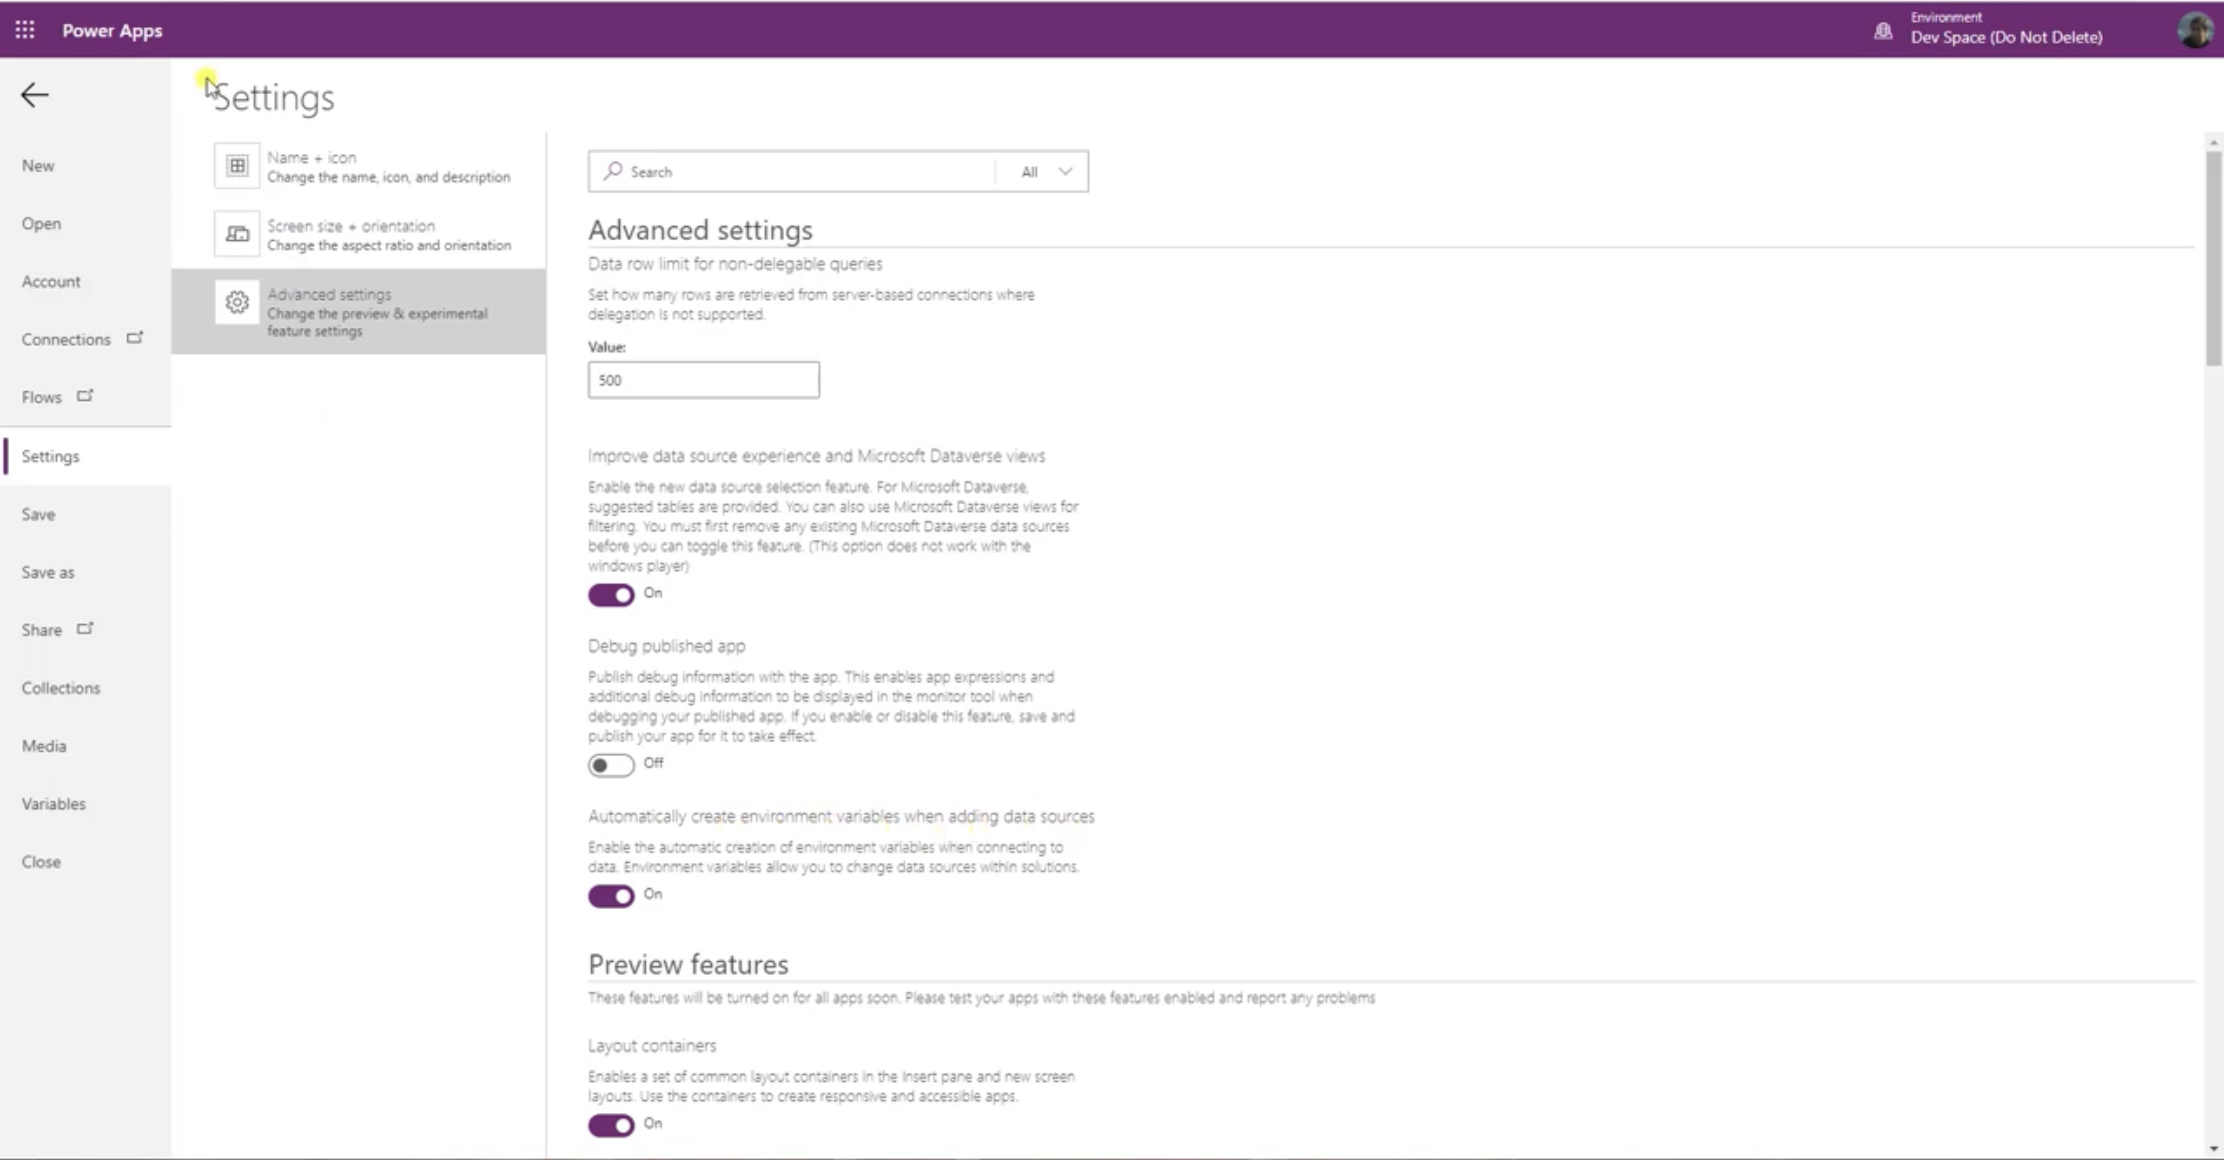 Power Apps
Environment
Dev Space (Do Not Delete)
Settings
New
Open
Account
Connections
Flows
Settings
Save
Save as
Share
Collections
Media
Variables
Close
Name + icon
Change the name, icon, and description
Screen size + orientation
Change the aspect ratio and orientation
Advanced settings
Change the preview & experimental
feature settings
Search
All
Advanced settings
Data row limit for non-delegable queries
Set how many rows are retrieved from server-based connections where
delegation is not supported.
Value:
500
Improve data source experience and Microsoft Dataverse views
Enable the new data source selection feature. For Microsoft Dataverse,
suggested tables are provided. You can also use Microsoft Dataverse views for
filtering. You must first remove any existing Microsoft Dataverse data sources
before you can toggle this feature. (This option does not work with the
windows player)
On
Debug published app
Publish debug information with the app. This enables app expressions and
additional debug information to be displayed in the monitor tool when
debugging your published app. If you enable or disable this feature, save and
publish your app for it to take effect.
Off
Automatically create environment variables when adding data sources
Enable the automatic creation of environment variables when connecting to
data. Environment variables allow you to change data sources within solutions.
On
Preview features
These features will be turned on for all apps soon. Please test your apps with these features enabled and report any problems
Layout containers
Enables a set of common layout containers in the Insert pane and new screen
layouts. Use the containers to create responsive and accessible apps.
On